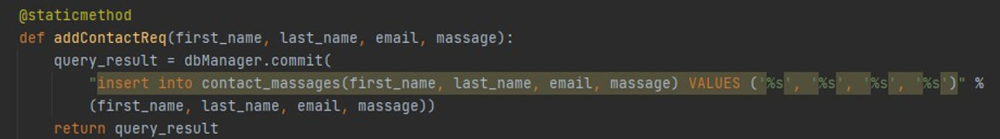 @staticmethod
def addContactReq(first_name, last_name, email, massage):
query_result = dbManager.commit(
"insert into contact_massages(first_name, last_name, email, massage) VALUES ('%s', '%s', '%s', '%s')" %
(first_name, last_name, email, massage))
return query_result